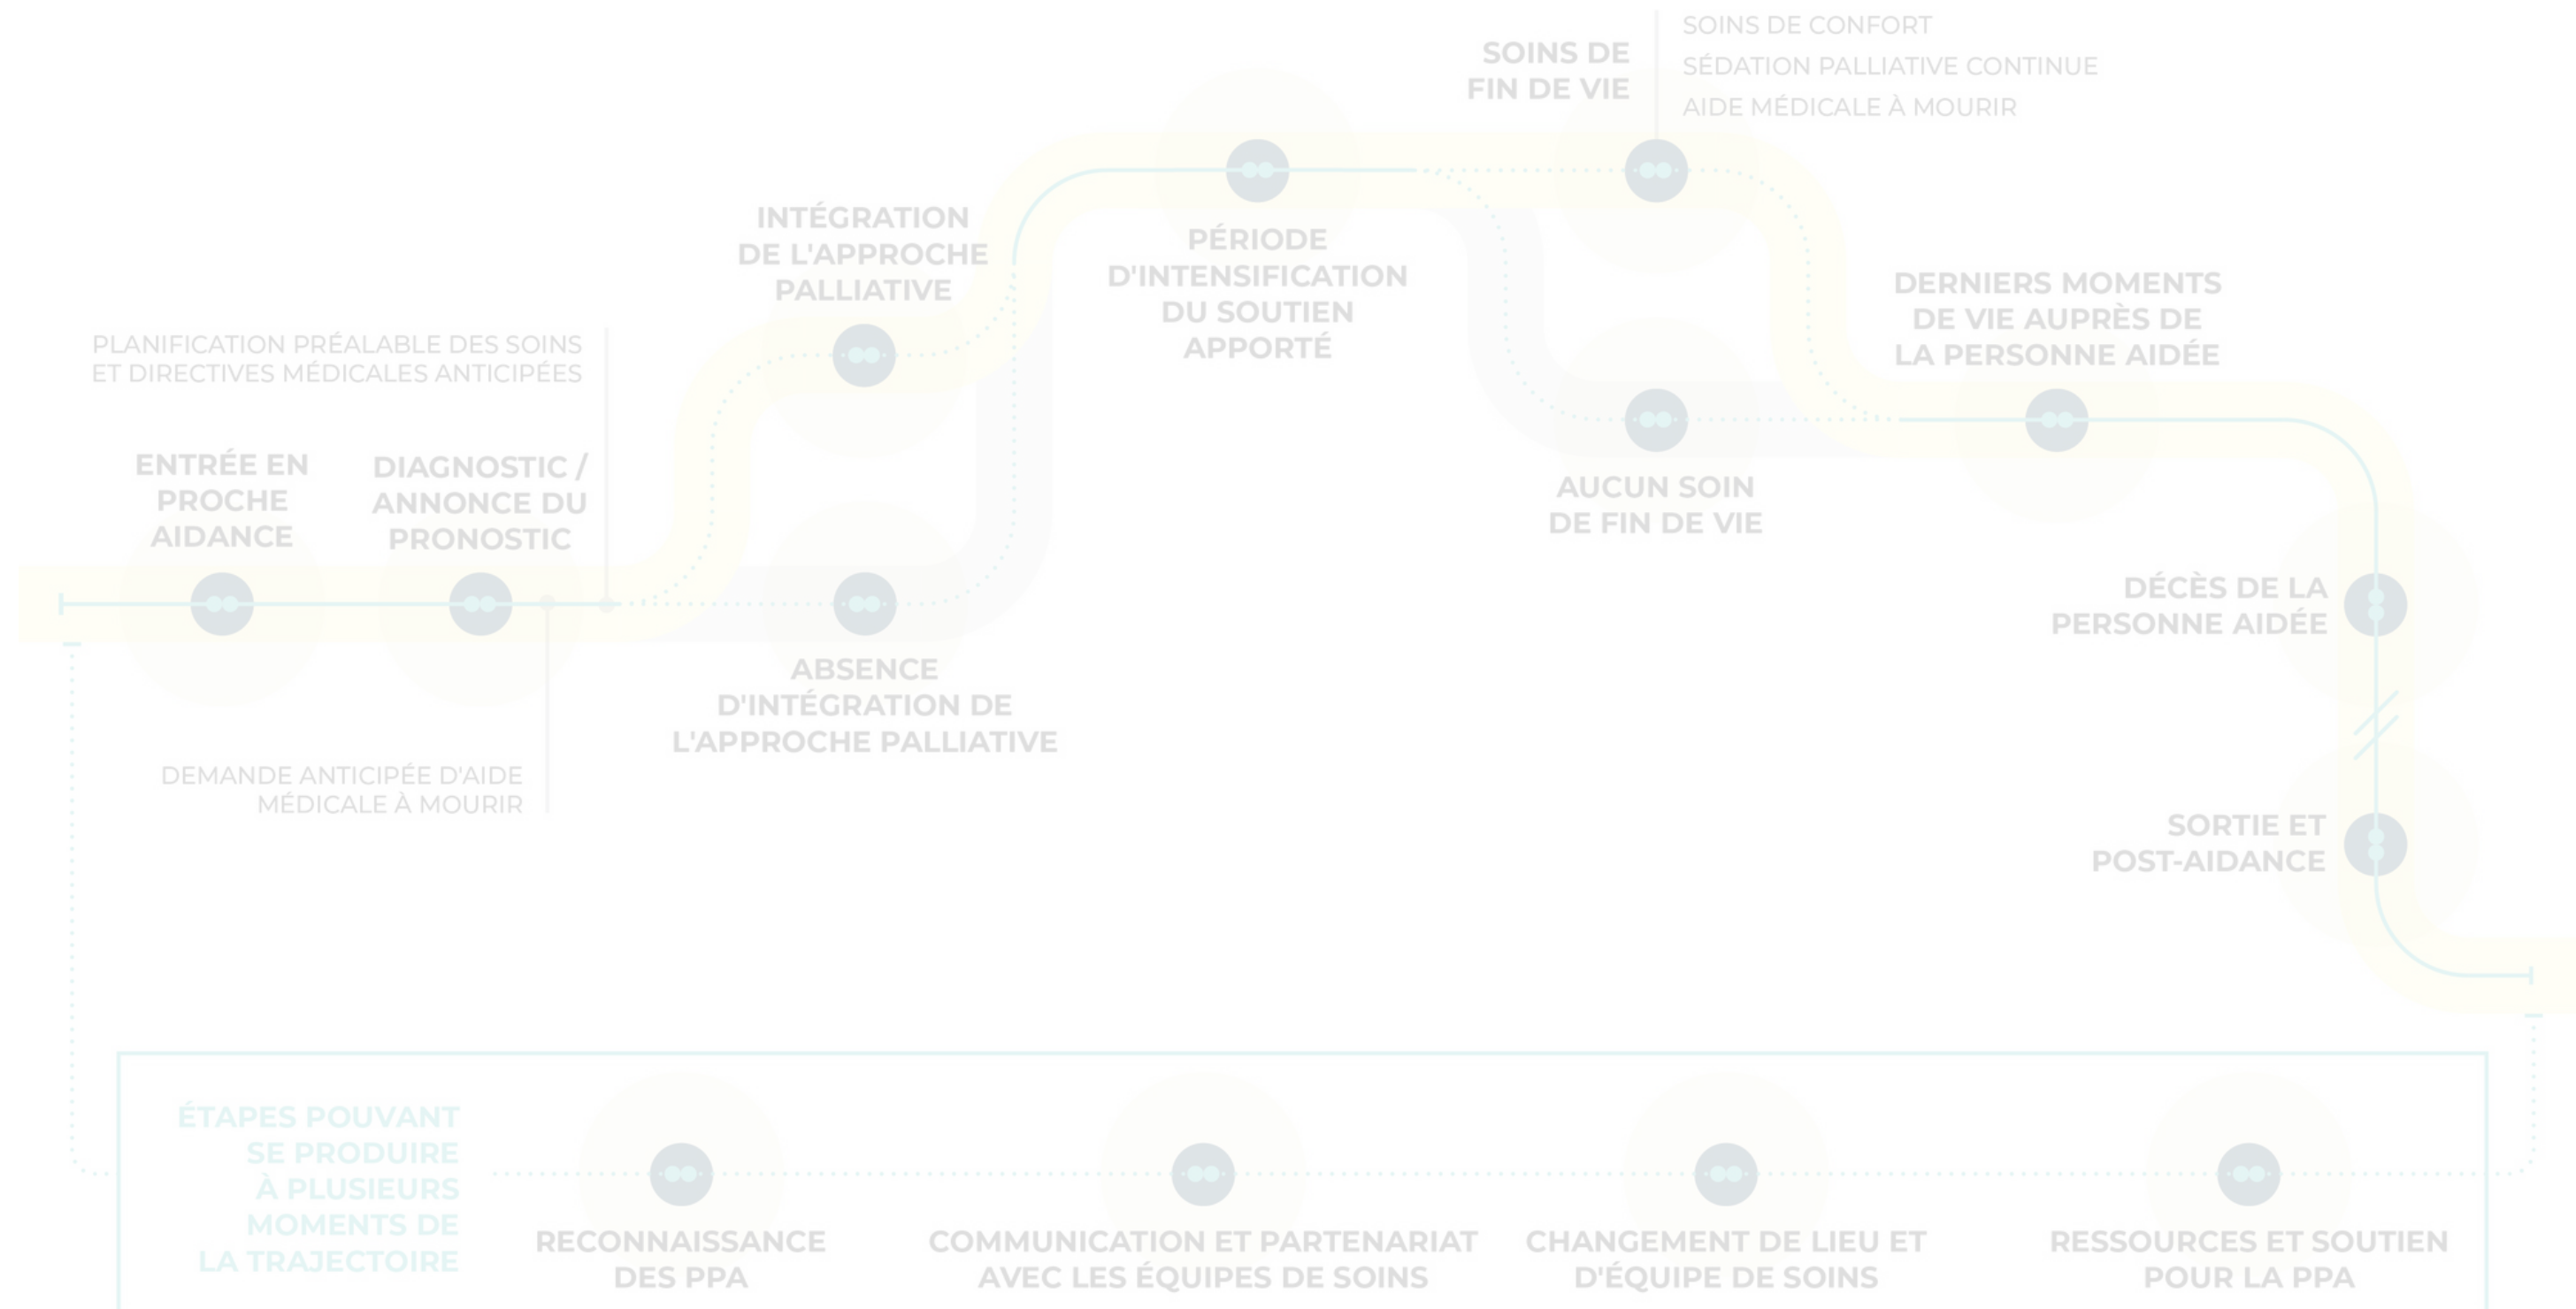 SOINS DE
FIN DE VIE
SOINS DE CONFORT
SÉDATION PALLIATIVE CONTINUE
AIDE MÉDICALE À MOURIR
INTÉGRATION
DE L'APPROCHE
PALLIATIVE
PÉRIODE
D'INTENSIFICATION
DU SOUTIEN
APPORTÉ
DERNIERS MOMENTS
DE VIE AUPRÈS DE
LA PERSONNE AIDÉE
PLANIFICATION PRÉALABLE DES SOINS
ET DIRECTIVES MÉDICALES ANTICIPÉES
ENTRÉE EN
PROCHE
AIDANCE
DIAGNOSTIC /
ANNONCE DU
PRONOSTIC
AUCUN SOIN
DE FIN DE VIE
DÉCÈS DE LA
PERSONNE AIDÉE
ABSENCE
D'INTÉGRATION DE
L'APPROCHE PALLIATIVE
DEMANDE ANTICIPÉE D'AIDE
MÉDICALE À MOURIR
SORTIE ET
POST-AIDANCE
ÉTAPES POUVANT
SE PRODUIRE
À PLUSIEURS
MOMENTS DE
LA TRAJECTOIRE
RECONNAISSANCE
DES PPA
COMMUNICATION ET PARTENARIAT
AVEC LES ÉQUIPES DE SOINS
CHANGEMENT DE LIEU ET
D'ÉQUIPE DE SOINS
RESSOURCES ET SOUTIEN
POUR LA PPA